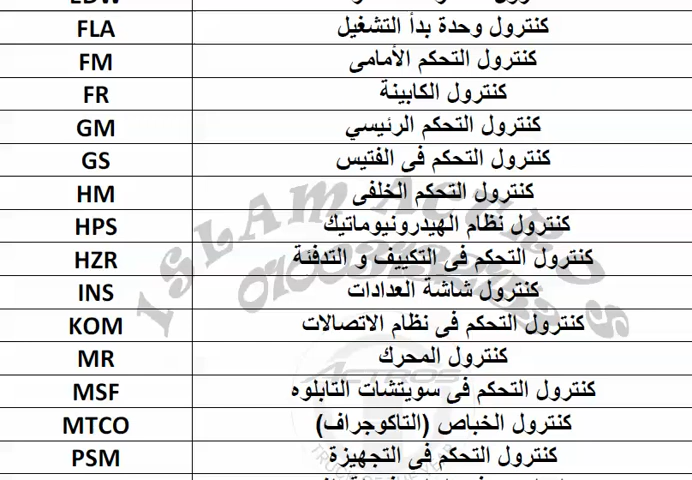 FLA كنترول وحدة بدأ التشغيل
FM كنترول التحكم الأمامى
FR كنترول الكابينة
GM كنترول التحكم الرئيسي
GS كنترول التحكم فى الفتيس
HM كنترول التحكم الخلفى
HPS كنترول نظام الهيدرونيوماتيك
HZR كنترول التحكم فى التكييف و التدفئة
INS كنترول شاشة العدادات
KOM كنترول التحكم فى نظام الاتصالات
MR كنترول المحرك
MSF كنترول التحكم فى سويتشات التابلوه
MTCO كنترول الخباص (التاكوجراف)
PSM كنترول التحكم فى التجهيزة
ISLAM
ACTROS